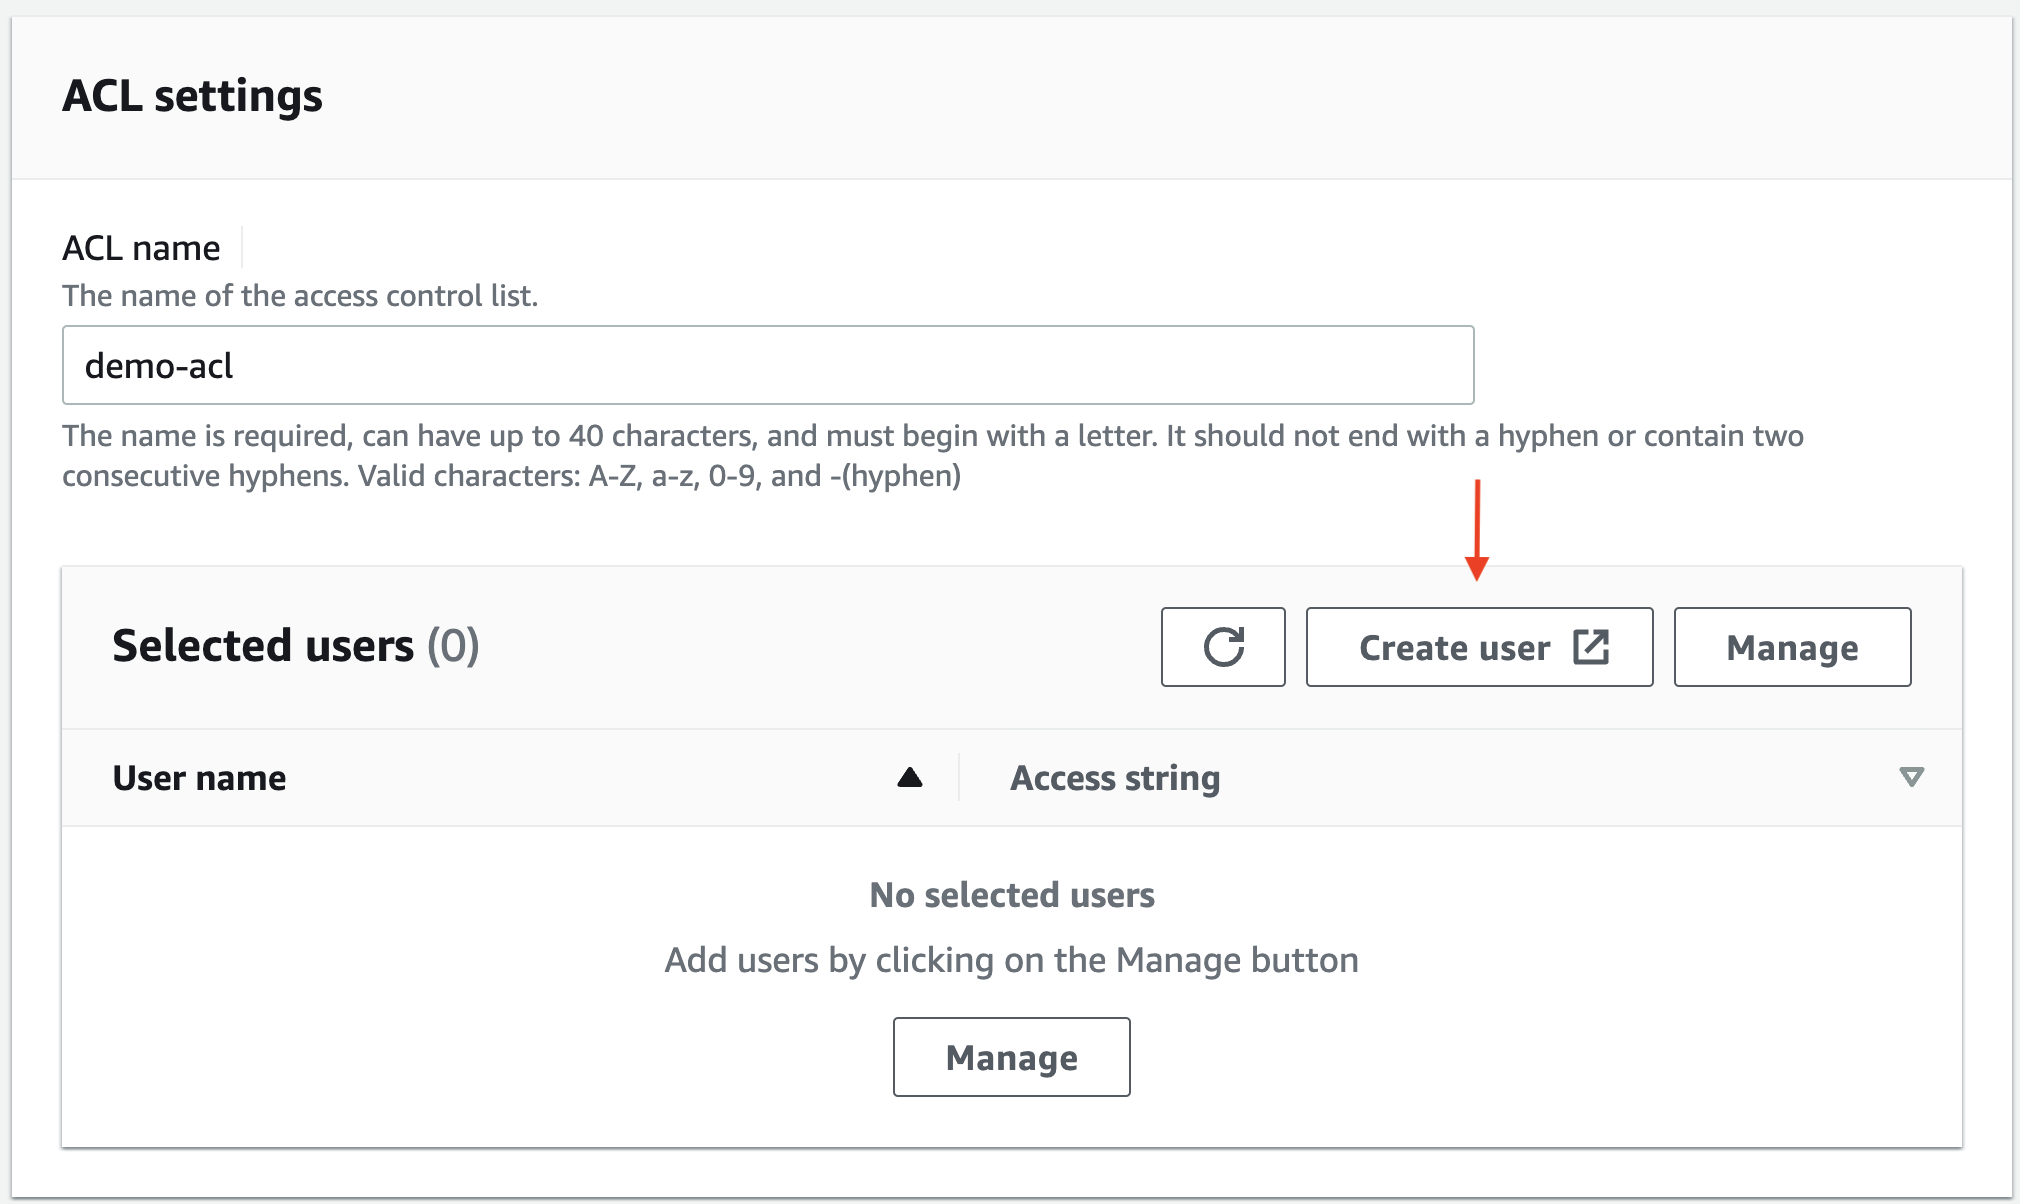 ACL settings
ACL name
The name of the access control list.
demo-acl
The name is required, can have up to 40 characters, and must begin with a letter. It should not end with a hyphen or contain two
consecutive hyphens. Valid characters: A-Z, a-z, 0-9, and -(hyphen)
Selected users (0)
Create user
Manage
User name
Access string
No selected users
Add users by clicking on the Manage button
Manage